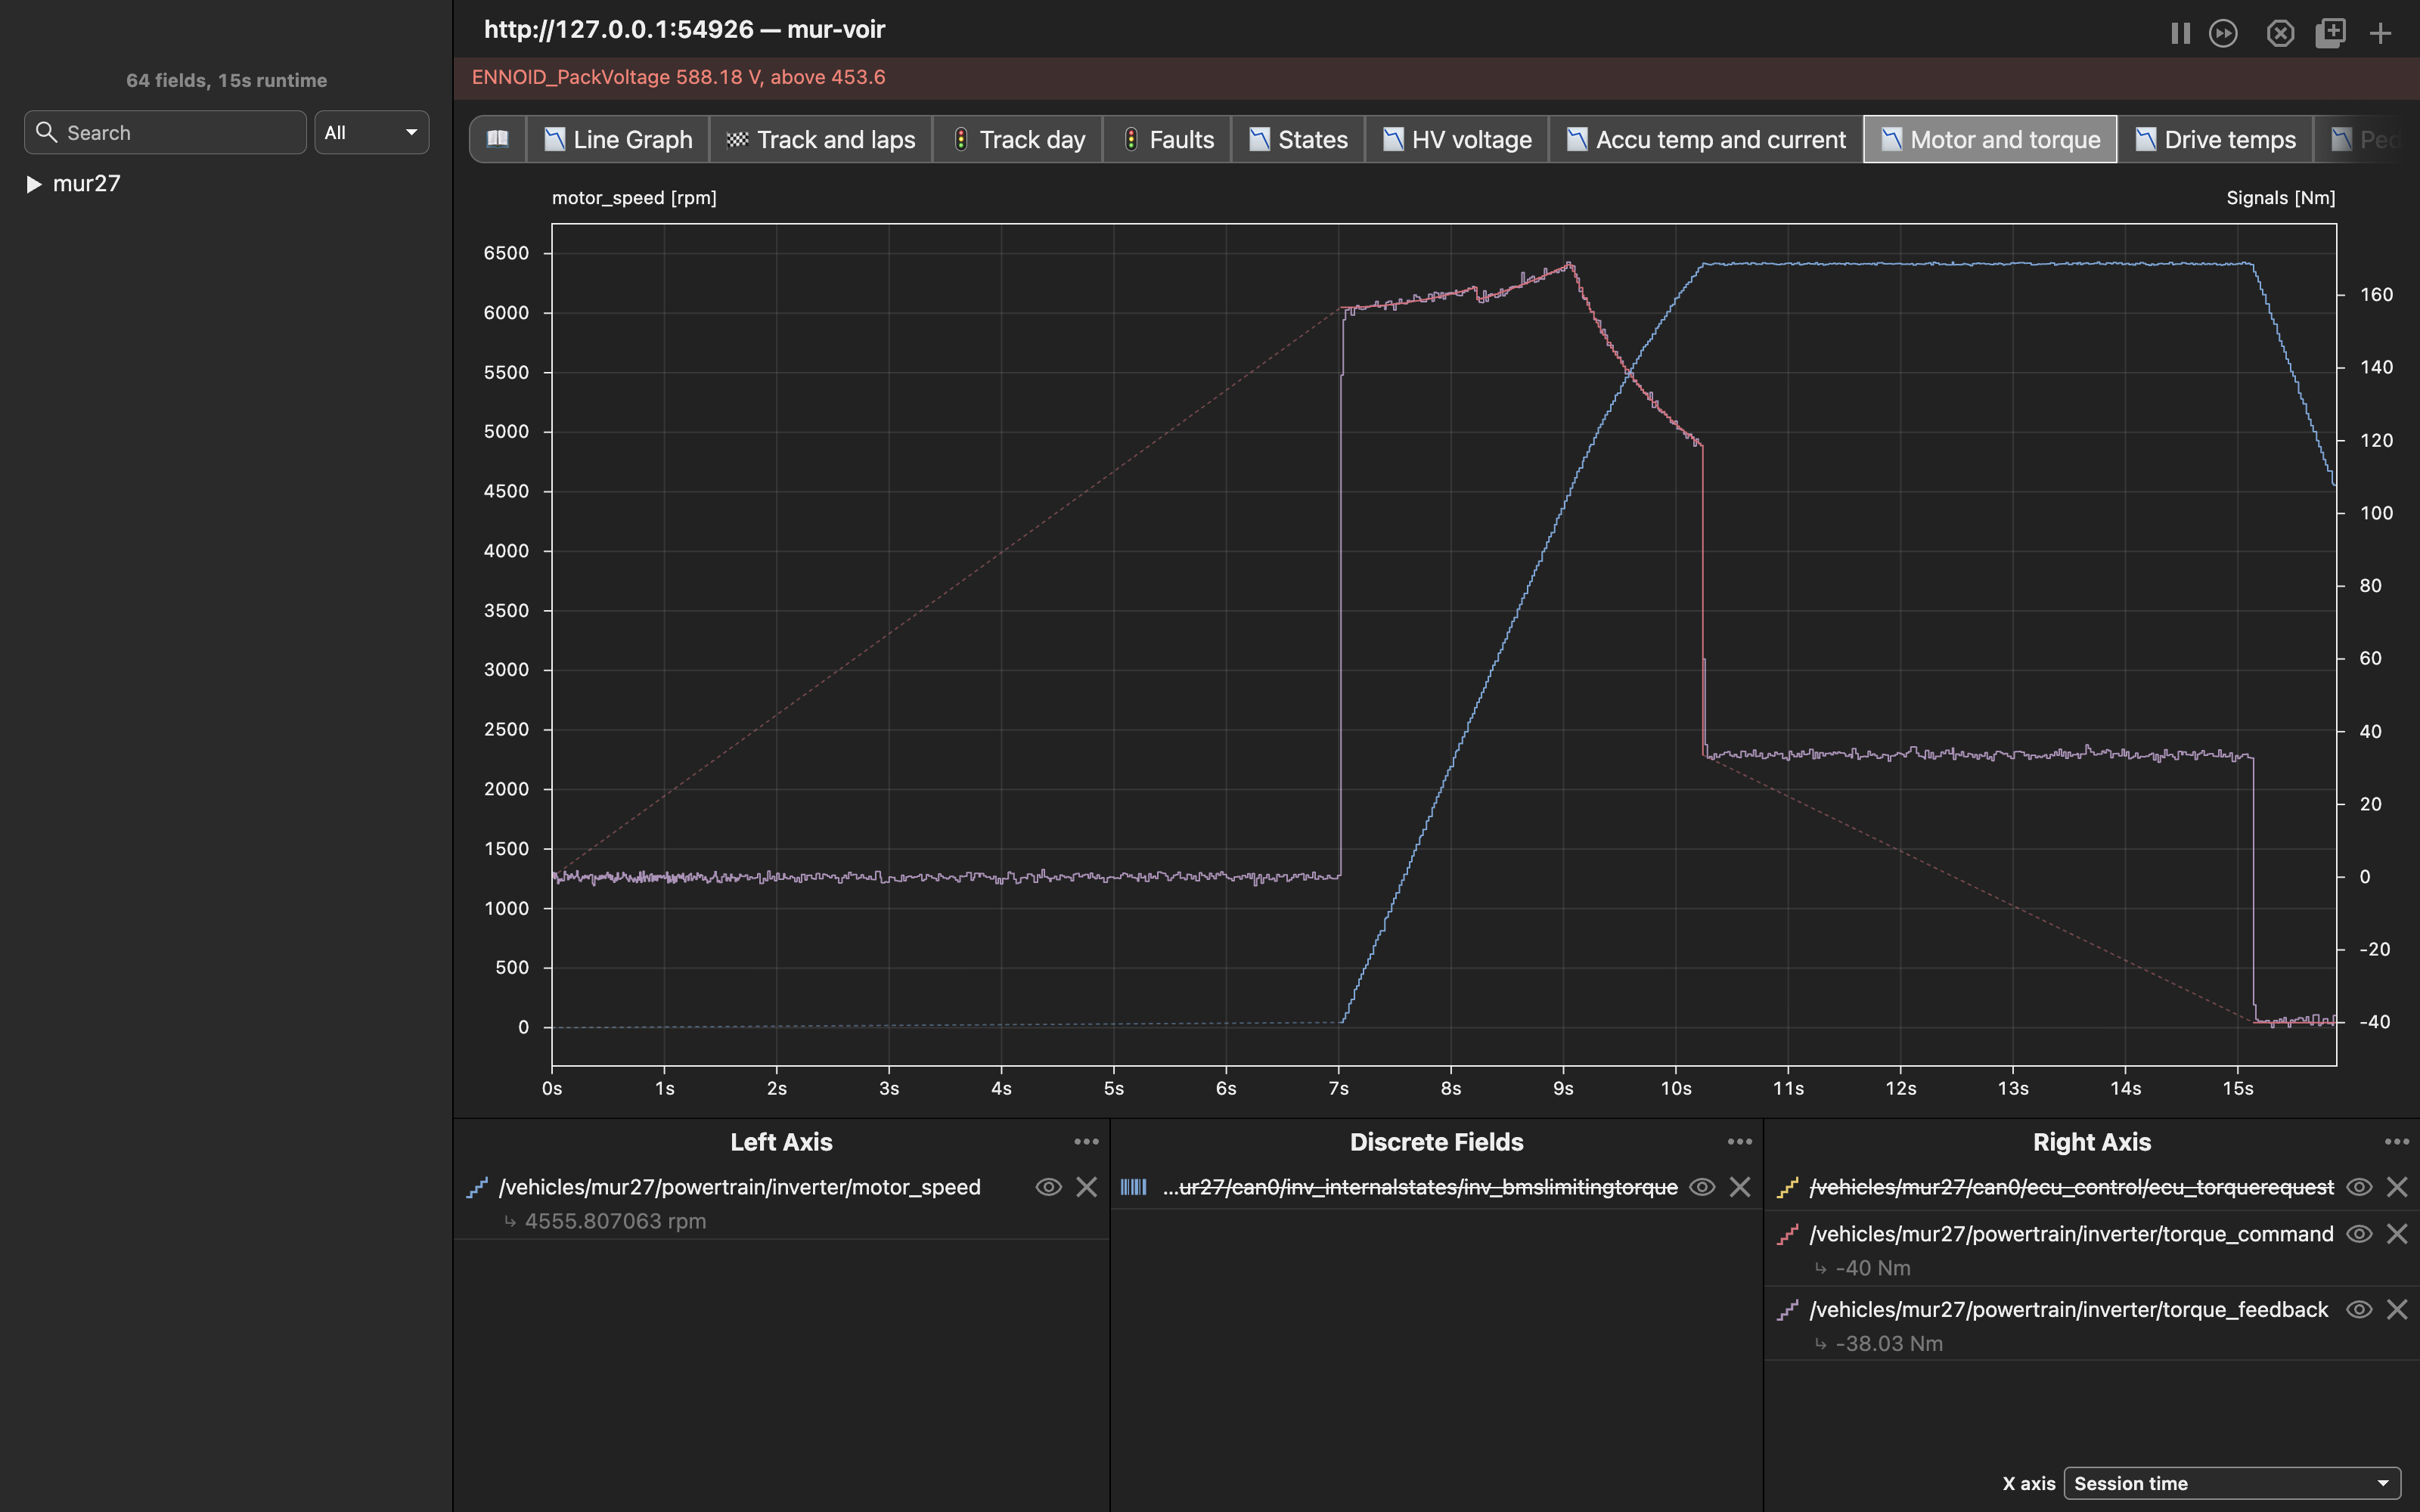 http://127.0.0.1:54926 — mur-voir
64 fields, 15s runtime
ENNOID_PackVoltage 588.18 V, above 453.6
Search
All
mur27
Line Graph
Track and laps
Track day
Faults
States
HV voltage
Accu temp and current
Motor and torque
Drive temps
motor_speed [rpm]
Signals [Nm]
6500
6000
5500
5000
4500
4000
3500
3000
2500
2000
1500
1000
500
0
160
140
120
100
80
60
40
20
0
-20
-40
0s
1s
2s
3s
4s
5s
6s
7s
8s
9s
10s
11s
12s
13s
14s
15s
Left Axis
/vehicles/mur27/powertrain/inverter/motor_speed
4555.807063 rpm
Discrete Fields
...ur27/can0/inv_internalstates/inv_bmslimitingtorque
Right Axis
/vehicles/mur27/can0/ecu_control/ecu_torquerequest
/vehicles/mur27/powertrain/inverter/torque_command
-40 Nm
/vehicles/mur27/powertrain/inverter/torque_feedback
-38.03 Nm
X axis
Session time